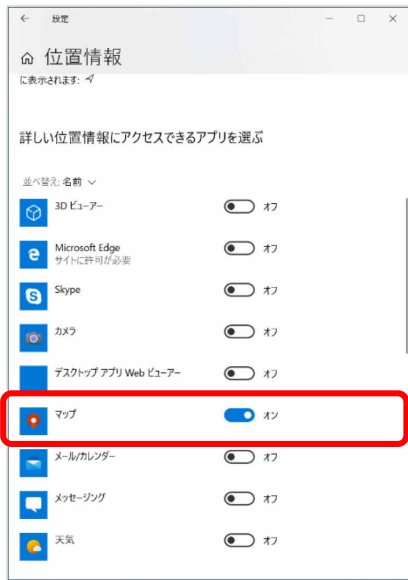 設定
位置情報
に表示されます:
詳しい位置情報にアクセスできるアプリを選ぶ
並べ替え: 名前
3D ビューアー オフ
Microsoft Edge オフ
サイトに許可が必要
Skype オフ
カメラ オフ
デスクトップ アプリ Web ビューアー オフ
マップ オン
メール/カレンダー オフ
メッセージング オフ
天気 オフ